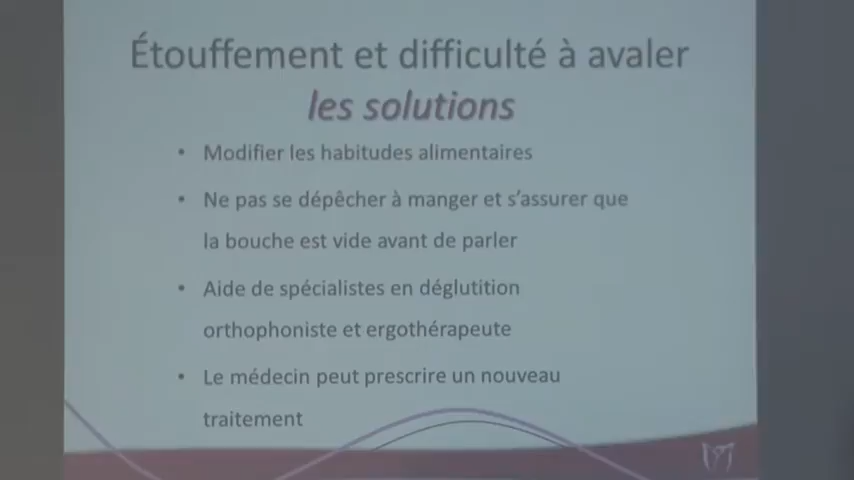 Étouffement et difficulté à avaler
les solutions
• Modifier les habitudes alimentaires
• Ne pas se dépêcher à manger et s'assurer que
la bouche est vide avant de parler
• Aide de spécialistes en déglutition
orthophoniste et ergothérapeute
• Le médecin peut prescrire un nouveau
traitement